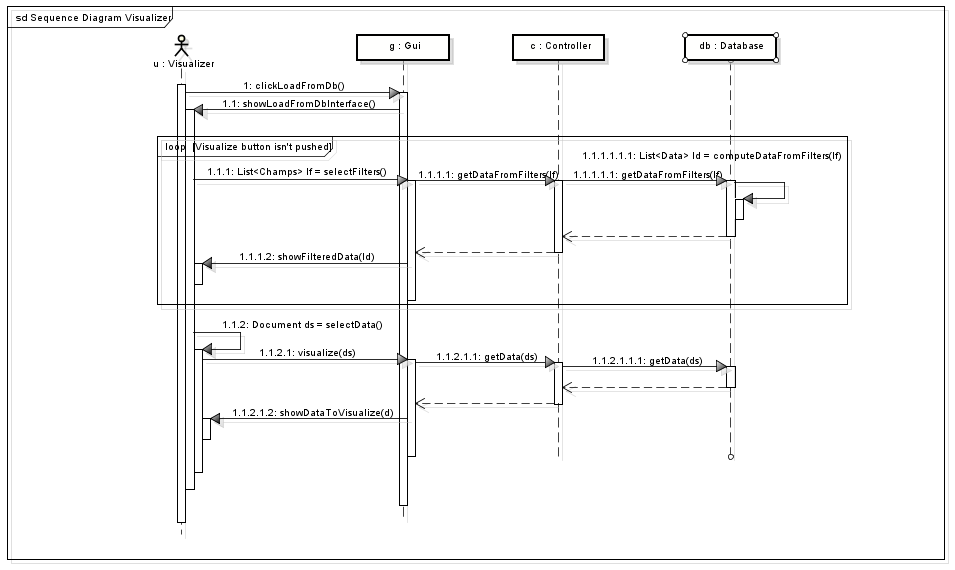 sd Sequence Diagram Visualizer
u : Visualizer
g : Gui
c : Controller
db : Database
1: clickLoadFromDb()
1.1: showLoadFromDbInterface()
loop [Visualize button isn't pushed]
1.1.1.1.1.1: List<Data> ld = computeDataFromFilters(lf)
1.1.1: List<Champs> lf = selectFilters()
1.1.1.1: getDataFromFilters(lf)
1.1.1.1.1: getDataFromFilters(lf)
1.1.1.2: showFilteredData(ld)
1.1.2: Document ds = selectData()
1.1.2.1: visualize(ds)
1.1.2.1.1: getData(ds)
1.1.2.1.1.1: getData(ds)
1.1.2.1.2: showDataToVisualize(d)